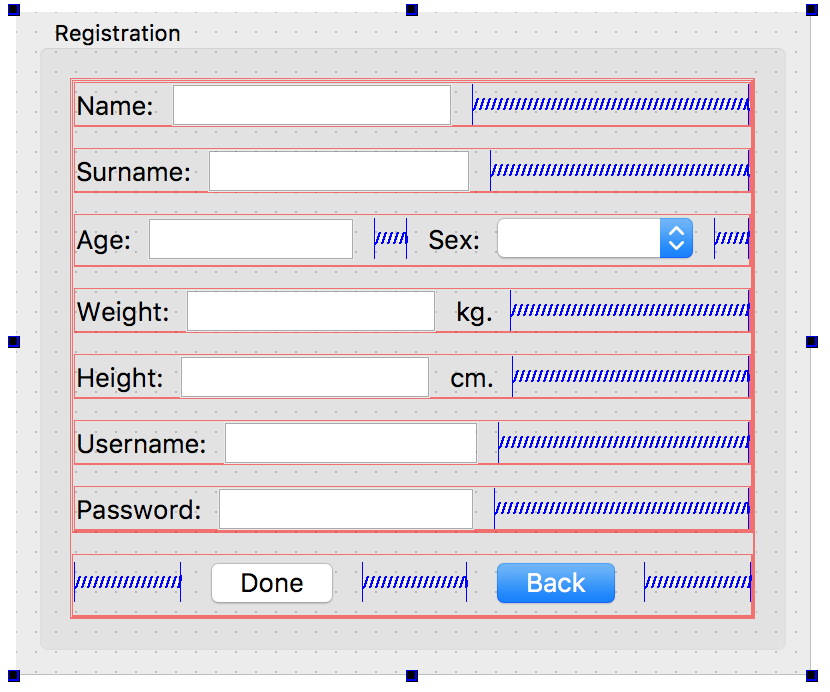 Registration
Name:
Surname:
Age: Sex:
Weight: kg.
Height: cm.
Username:
Password:
Done Back